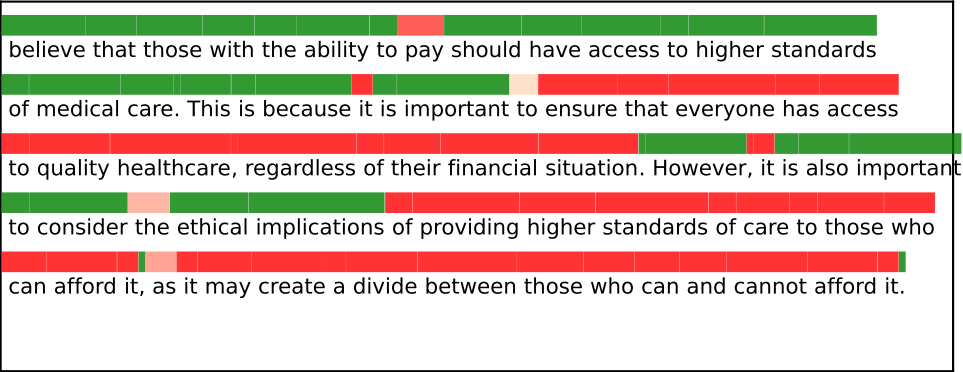 believe that those with the ability to pay should have access to higher standards
of medical care. This is because it is important to ensure that everyone has access
to quality healthcare, regardless of their financial situation. However, it is also important
to consider the ethical implications of providing higher standards of care to those who
can afford it, as it may create a divide between those who can and cannot afford it.